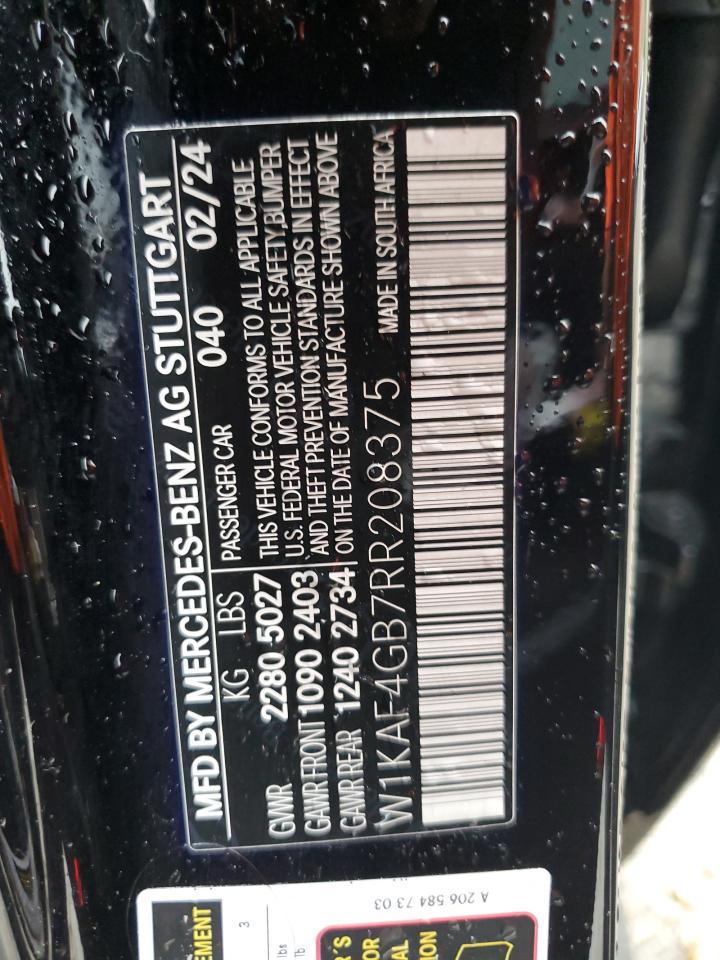 MFD BY MERCEDES-BENZ AG STUTTGART
KG LBS PASSENGER CAR 040 02/24
GVWR 2280 5027 THIS VEHICLE CONFORMS TO ALL APPLICABLE
GAWR FRONT 1090 2403 U.S. FEDERAL MOTOR VEHICLE SAFETY,BUMPER
AND THEFT PREVENTION STANDARDS IN EFFECT
GAWR REAR 1240 2734 ON THE DATE OF MANUFACTURE SHOWN ABOVE
W1KAF4GB7RR208375 MADE IN SOUTH AFRICA
A 206 584 73 03
3
lbs
lb